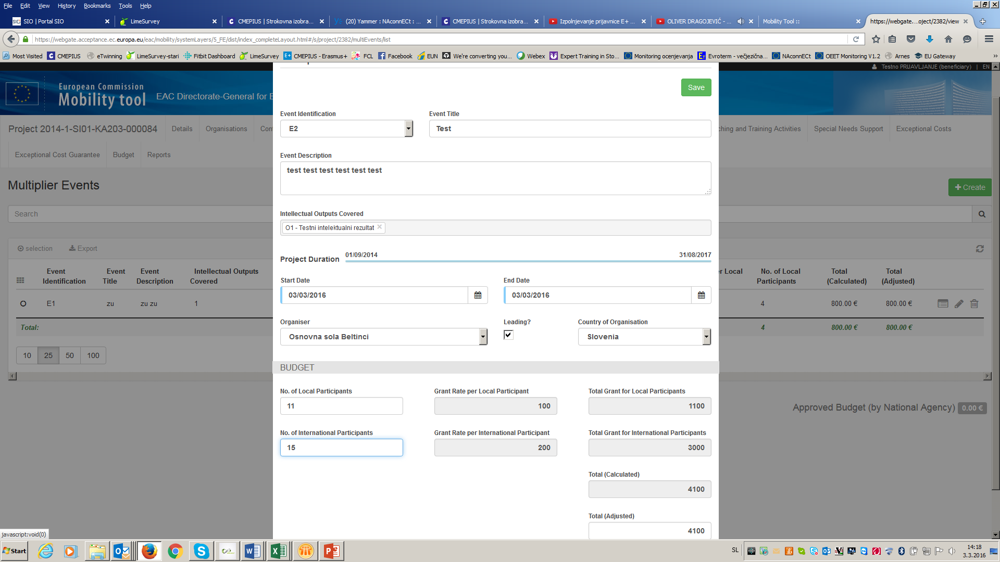 File Edit View History Bookmarks Tools Help
SIO | Portal SIO
LimeSurvey
CMEPIUS | Strokovna izobra...
(20) Yammer : NAconnECt : ...
CMEPIUS | Strokovna izobra...
Izpolnjevanje prijavnice E+ ...
OLIVER DRAGOJEVIĆ - ...
Mobility Tool ::
https://webgate....oject/2382/view
https://webgate.acceptance.ec.europa.eu/eac/mobility/systemLayers/5_FE/dist/index_completeLayout.html#/s/project/2382/multiEvents/list
Most Visited CMEPIUS eTwinning LimeSurvey-stari Fitbit Dashboard LimeSurvey CMEPIUS - Erasmus+ FCL Facebook EUN We're converting you... Webex Expert Training in Sto... Monitoring ocenjevanja Evroterm - večjezična... NAconnECt OEET Monitoring V1.2 Arnes EU Gateway
Testno PRIJAVLJANJE (beneficiary) | EN
European Commission
Mobility tool
EAC Directorate-General for E
Project 2014-1-SI01-KA203-000084 Details Organisations Con
ching and Training Activities Special Needs Support Exceptional Costs
Exceptional Cost Guarantee Budget Reports
Multiplier Events
Create
Search
selection Export
Event Identification
Event Title
Event Description
Intellectual Outputs Covered
r Local
No. of Local Participants
Total (Calculated)
Total (Adjusted)
E1 zu zu zu 1
4 800.00 € 800.00 €
Total:
4 800.00 € 800.00 €
10 25 50 100
Approved Budget (by National Agency) 0.00 €
Save
Event Identification Event Title
E2 Test
Event Description
test test test test test test
Intellectual Outputs Covered
O1 - Testni intelektualni rezultat
Project Duration 01/09/2014 31/08/2017
Start Date End Date
03/03/2016 03/03/2016
Organiser Leading? Country of Organisation
Osnovna sola Beltinci Slovenia
BUDGET
No. of Local Participants Grant Rate per Local Participant Total Grant for Local Participants
11 100 1100
No. of International Participants Grant Rate per International Participant Total Grant for International Participants
15 200 3000
Total (Calculated)
4100
Total (Adjusted)
4100
javascript:void(0)
Start
SL
14:18
3.3.2016